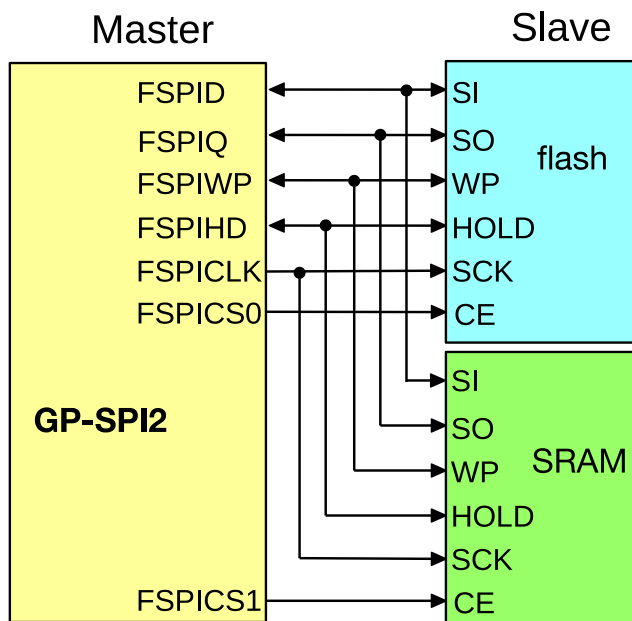 Master
Slave
FSPID
FSPIQ
FSPIWP
FSPIHD
FSPICLK
FSPICS0
GP-SPI2
FSPICS1
SI
SO
WP
HOLD
SCK
CE
flash
SI
SO
WP
HOLD
SCK
CE
SRAM